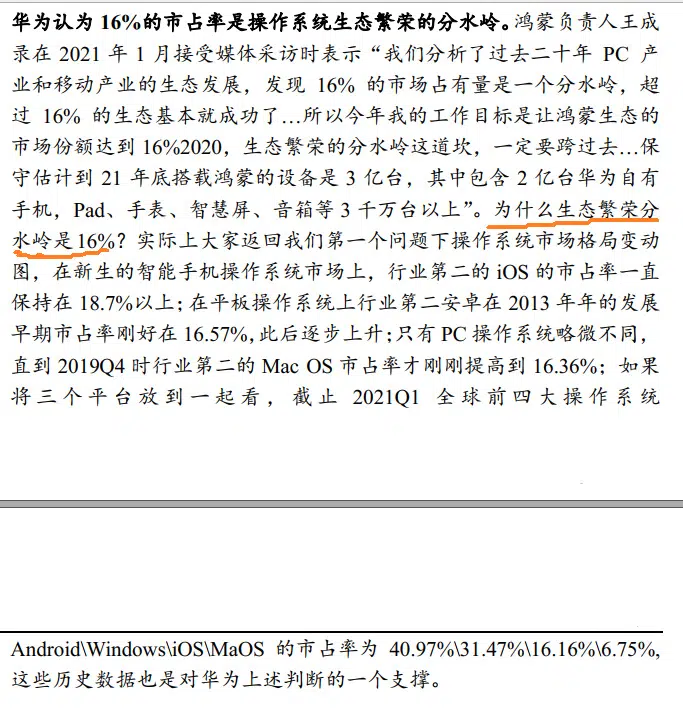 华为认为 16%的市占率是操作系统生态繁荣的分水岭。鸿蒙负责人王成
录在 2021 年 1 月接受媒体采访时表示“我们分析了过去二十年 PC 产
业和移动产业的生态发展，发现 16% 的市场占有量是一个分水岭，超
过 16% 的生态基本就成功了…所以今年我的工作目标是让鸿蒙生态的
市场份额达到 16%2020，生态繁荣的分水岭这道坎，一定要跨过去…保
守估计到 21 年底搭载鸿蒙的设备是 3 亿台，其中包含 2 亿台华为自有
手机，Pad、手表、智慧屏、音箱等 3 千万台以上”。为什么生态繁荣分
水岭是 16%？实际上大家返回我们第一个问题下操作系统市场格局变动
图，在新生的智能手机操作系统市场上，行业第二的 iOS 的市占率一直
保持在 18.7%以上；在平板操作系统上行业第二安卓在 2013 年年的发展
早期市占率刚好在 16.57%，此后逐步上升；只有 PC 操作系统略微不同，
直到 2019Q4 时行业第二的 Mac OS 市占率才刚刚提高到 16.36%；如果
将三个平台放到一起看，截止 2021Q1 全球前四大操作系统
Android\Windows\iOS\MaOS 的市占率为 40.97%\31.47%\16.16%\6.75%,
这些历史数据也是对华为上述判断的一个支撑。